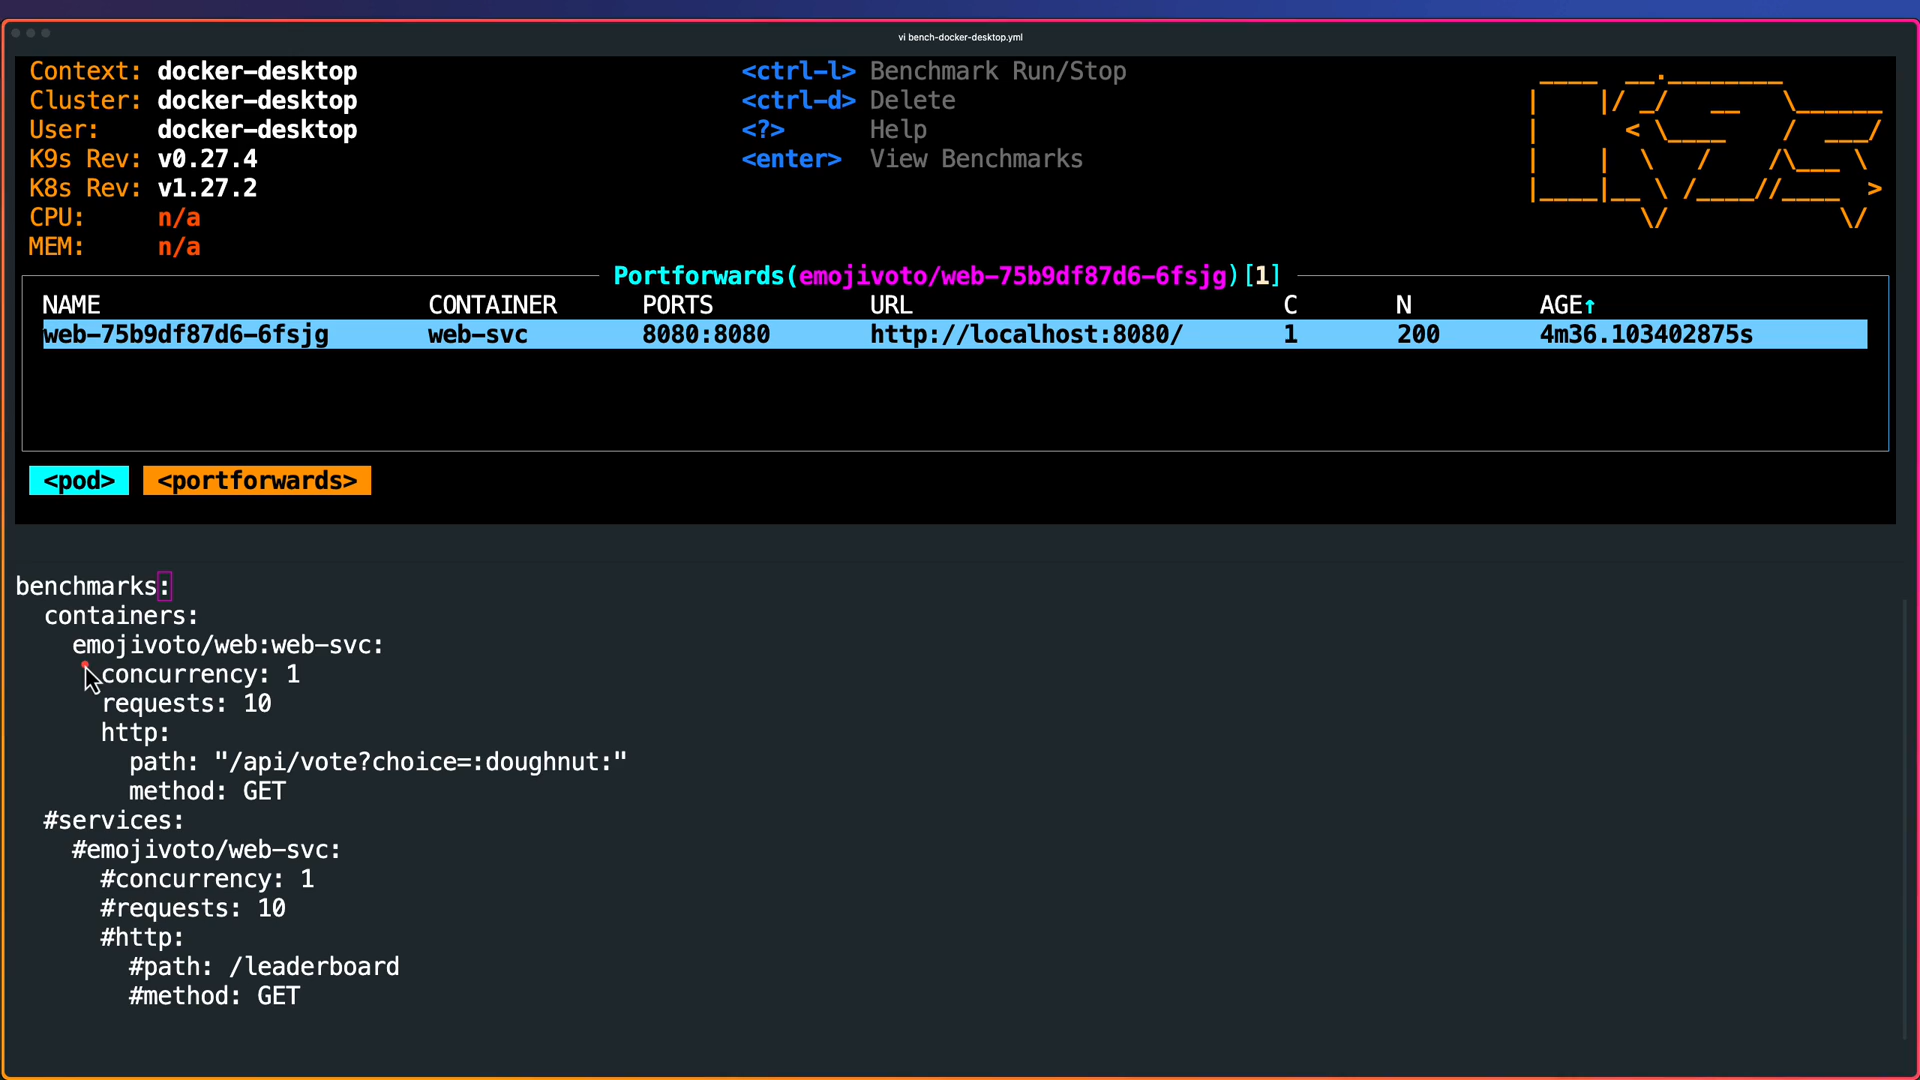 vi bench-docker-desktop.yml
Context: docker-desktop <ctrl-l> Benchmark Run/Stop
Cluster: docker-desktop <ctrl-d> Delete
User: docker-desktop <?> Help
K9s Rev: v0.27.4 <enter> View Benchmarks
K8s Rev: v1.27.2
CPU: n/a
MEM: n/a
Portforwards(emojivoto/web-75b9df87d6-6fsjg)[1]
NAME CONTAINER PORTS URL C N AGE↑
web-75b9df87d6-6fsjg web-svc 8080:8080 http://localhost:8080/ 1 200 4m36.103402875s
<pod> <portforwards>
benchmarks:
  containers:
    emojivoto/web:web-svc:
      concurrency: 1
      requests: 10
      http:
        path: "/api/vote?choice=:doughnut:"
        method: GET
  #services:
    #emojivoto/web-svc:
      #concurrency: 1
      #requests: 10
      #http:
        #path: /leaderboard
        #method: GET